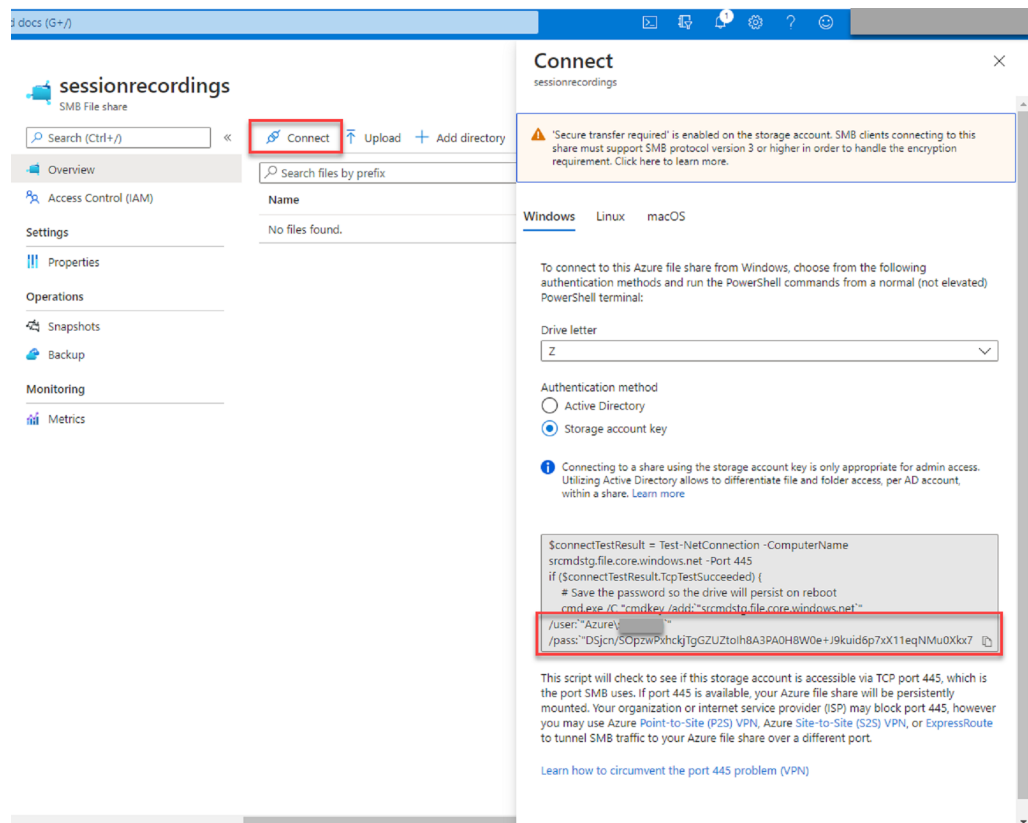 d docs (G+/)
1
sessionrecordings
SMB File share
Search (Ctrl+/)
«
Overview
Access Control (IAM)
Settings
Properties
Operations
Snapshots
Backup
Monitoring
Metrics
Connect
Upload
Add directory
Search files by prefix
Name
No files found.
Connect
sessionrecordings
'Secure transfer required' is enabled on the storage account. SMB clients connecting to this
share must support SMB protocol version 3 or higher in order to handle the encryption
requirement. Click here to learn more.
Windows Linux macOS
To connect to this Azure file share from Windows, choose from the following
authentication methods and run the PowerShell commands from a normal (not elevated)
PowerShell terminal:
Drive letter
Z
Authentication method
Active Directory
Storage account key
Connecting to a share using the storage account key is only appropriate for admin access.
Utilizing Active Directory allows to differentiate file and folder access, per AD account,
within a share. Learn more
$connectTestResult = Test-NetConnection -ComputerName
srcmdstg.file.core.windows.net -Port 445
if ($connectTestResult.TcpTestSucceeded) {
# Save the password so the drive will persist on reboot
cmd.exe /C "cmdkey /add:`"srcmdstg.file.core.windows.net`"
/user:`"Azure\ `"
/pass:`"DSjcn/SOpzwPxhckjTgGZUZtoIh8A3PA0H8W0e+J9kuid6p7xX11eqNMu0Xkx7
This script will check to see if this storage account is accessible via TCP port 445, which is
the port SMB uses. If port 445 is available, your Azure file share will be persistently
mounted. Your organization or internet service provider (ISP) may block port 445, however
you may use Azure Point-to-Site (P2S) VPN, Azure Site-to-Site (S2S) VPN, or ExpressRoute
to tunnel SMB traffic to your Azure file share over a different port.
Learn how to circumvent the port 445 problem (VPN)